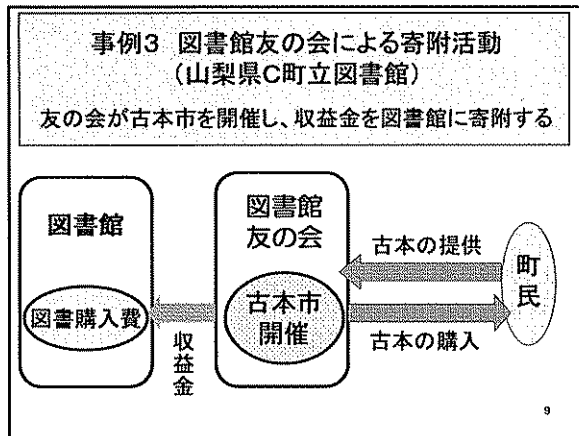 事例3 図書館友の会による寄附活動
(山梨県C町立図書館)
友の会が古本市を開催し、収益金を図書館に寄附する
図書館
図書購入費
収益金
図書館
友の会
古本市
開催
古本の提供
古本の購入
町民
9